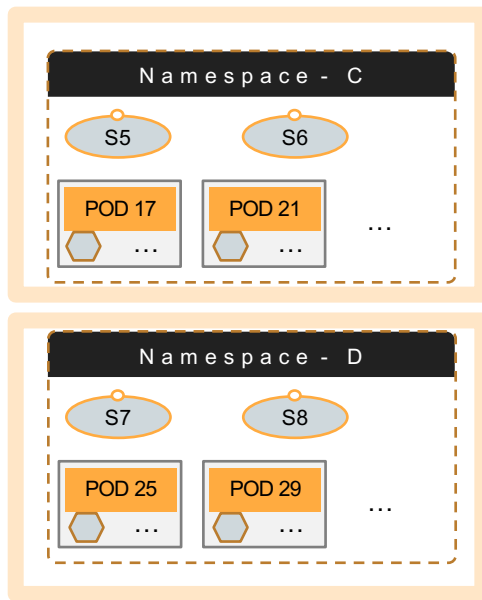 Namespace - C
S5 S6
POD 17 POD 21
... ... ...
Namespace - D
S7 S8
POD 25 POD 29
... ... ...